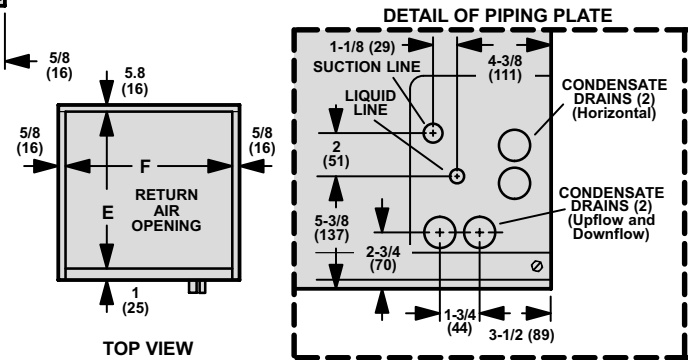 DETAIL OF PIPING PLATE
5/8
(16)
5.8
(16)
5/8
(16)
5/8
(16)
F
E
RETURN
AIR
OPENING
1
(25)
TOP VIEW
1-1/8 (29)
SUCTION LINE
LIQUID
LINE
4-3/8
(111)
CONDENSATE
DRAINS (2)
(Horizontal)
2
(51)
5-3/8
(137)
2-3/4
(70)
CONDENSATE
DRAINS (2)
(Upflow and
Downflow)
1-3/4
(44)
3-1/2 (89)